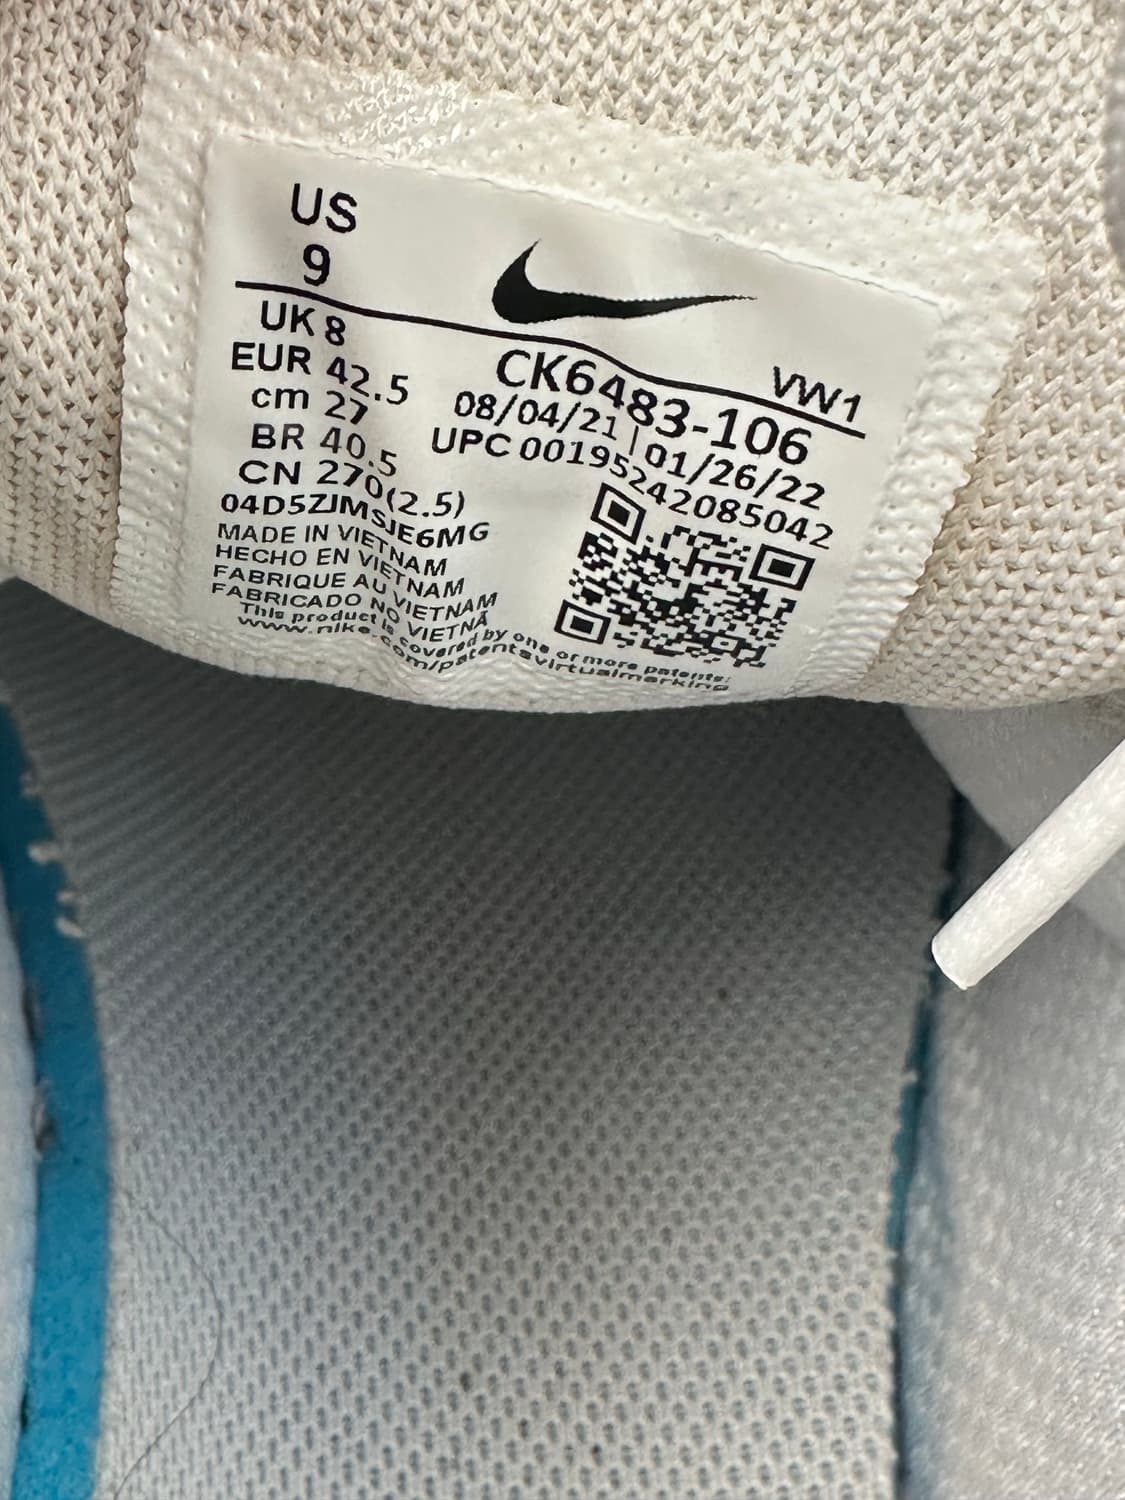 US
9
VW1
UK 8
EUR 42.5
cm 27
BR 40.5
CN 270(2.5)
CK6483-106
08/04/21 | 01/26/22
UPC 00195242085042
04D5ZJMSJE6MG
MADE IN VIETNAM
HECHO EN VIETNAM
FABRIQUE AU VIETNAM
FABRICADO NO VIETNÃ
This product is covered by one or more patents:
www.nike.com/patentsvirtualmarking